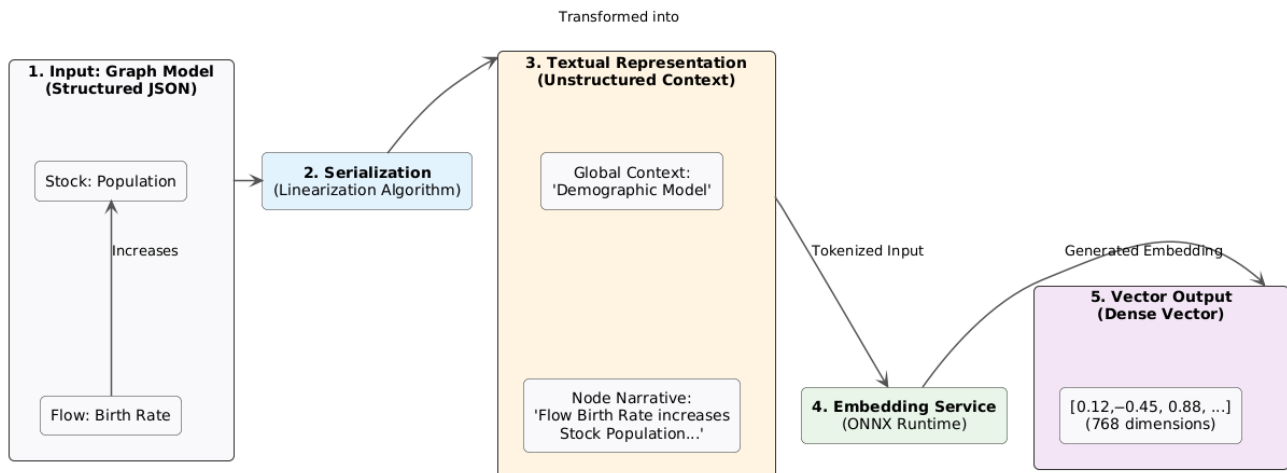 Transformed into
1. Input: Graph Model
(Structured JSON)
Stock: Population
Increases
Flow: Birth Rate
2. Serialization
(Linearization Algorithm)
3. Textual Representation
(Unstructured Context)
Global Context:
'Demographic Model'
Node Narrative:
'Flow Birth Rate increases
Stock Population...'
Tokenized Input
4. Embedding Service
(ONNX Runtime)
Generated Embedding
5. Vector Output
(Dense Vector)
[0.12,−0.45, 0.88, ...]
(768 dimensions)